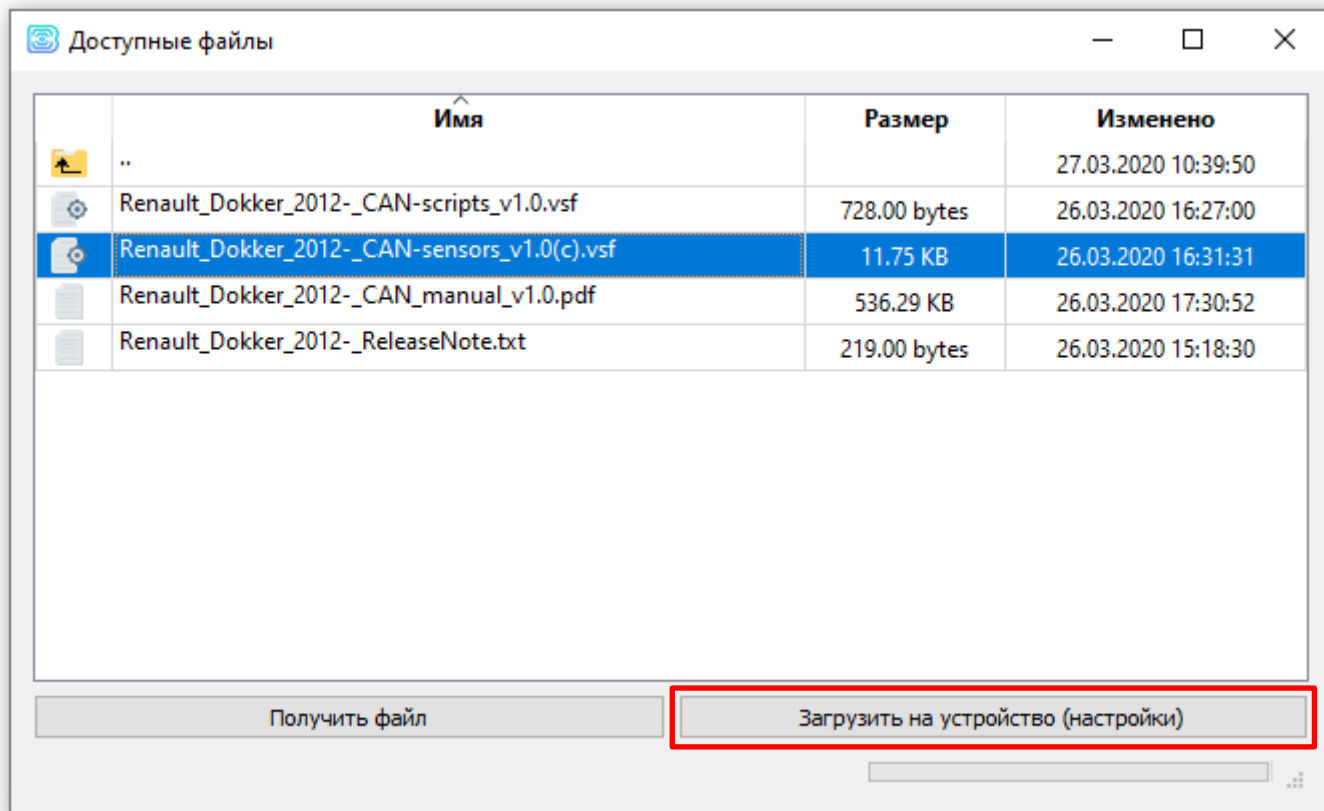 Доступные файлы
Имя Размер Изменено
.. 27.03.2020 10:39:50
Renault_Dokker_2012-_CAN-scripts_v1.0.vsf 728.00 bytes 26.03.2020 16:27:00
Renault_Dokker_2012-_CAN-sensors_v1.0(c).vsf 11.75 KB 26.03.2020 16:31:31
Renault_Dokker_2012-_CAN_manual_v1.0.pdf 536.29 KB 26.03.2020 17:30:52
Renault_Dokker_2012-_ReleaseNote.txt 219.00 bytes 26.03.2020 15:18:30
Получить файл Загрузить на устройство (настройки)